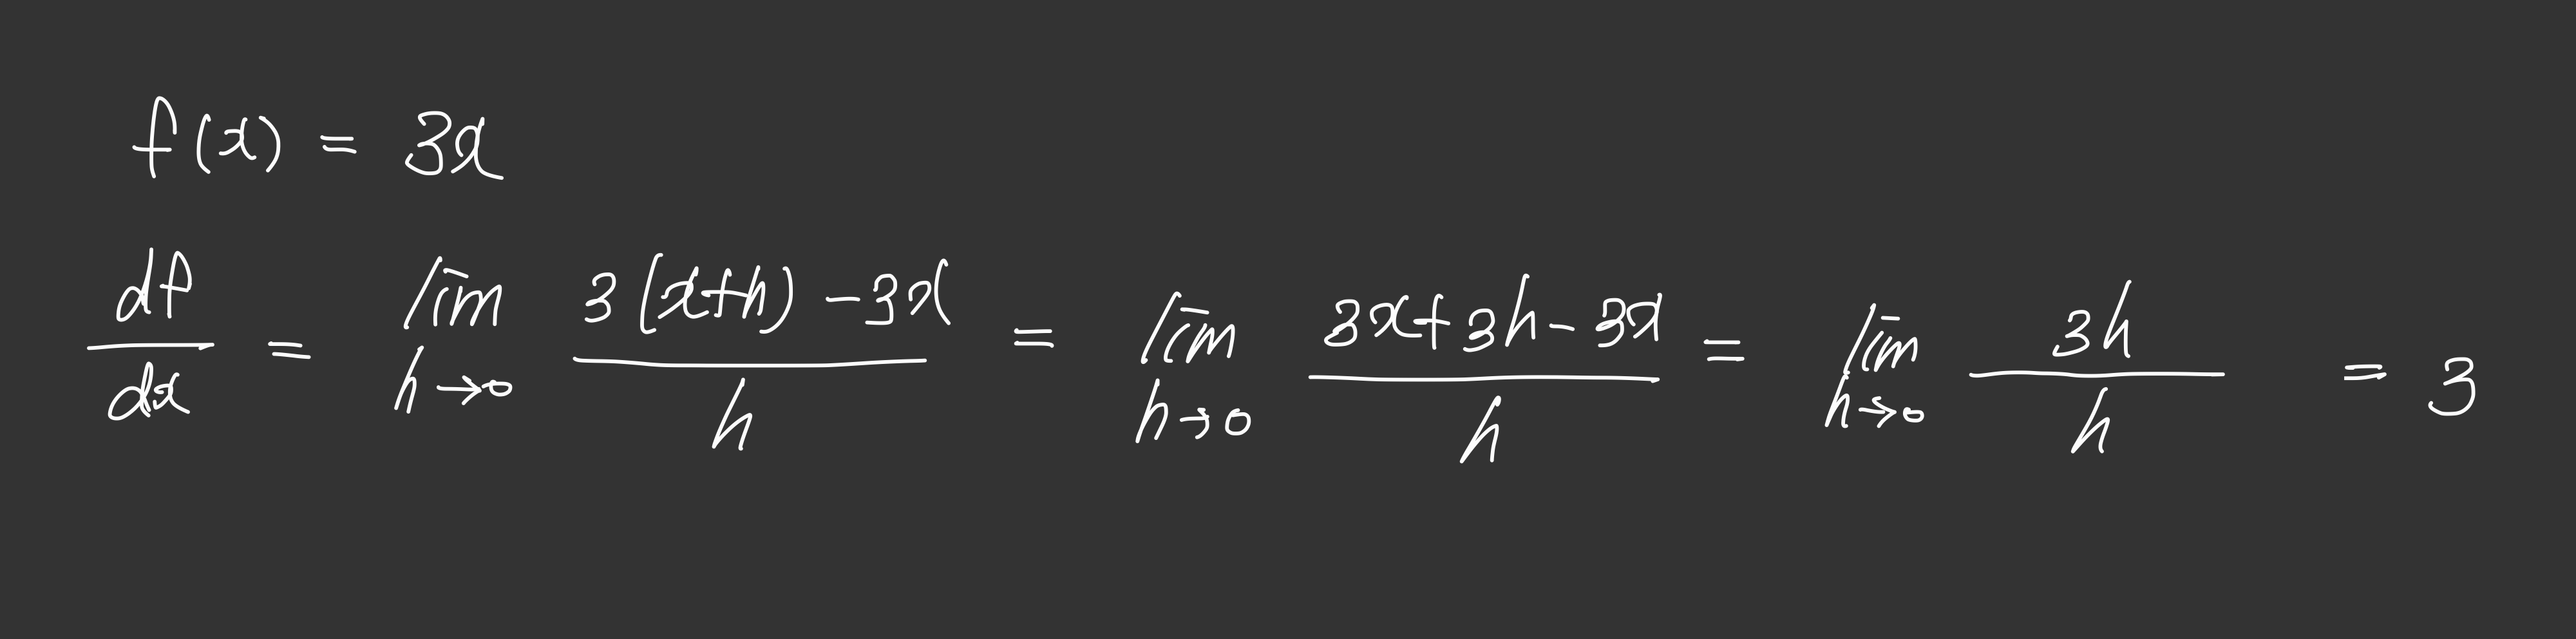 f(x) = 3x
df/dx = lim h→0 3(x+h) - 3x / h = lim h→0 3x+3h-3x / h = lim h→0 3h / h = 3